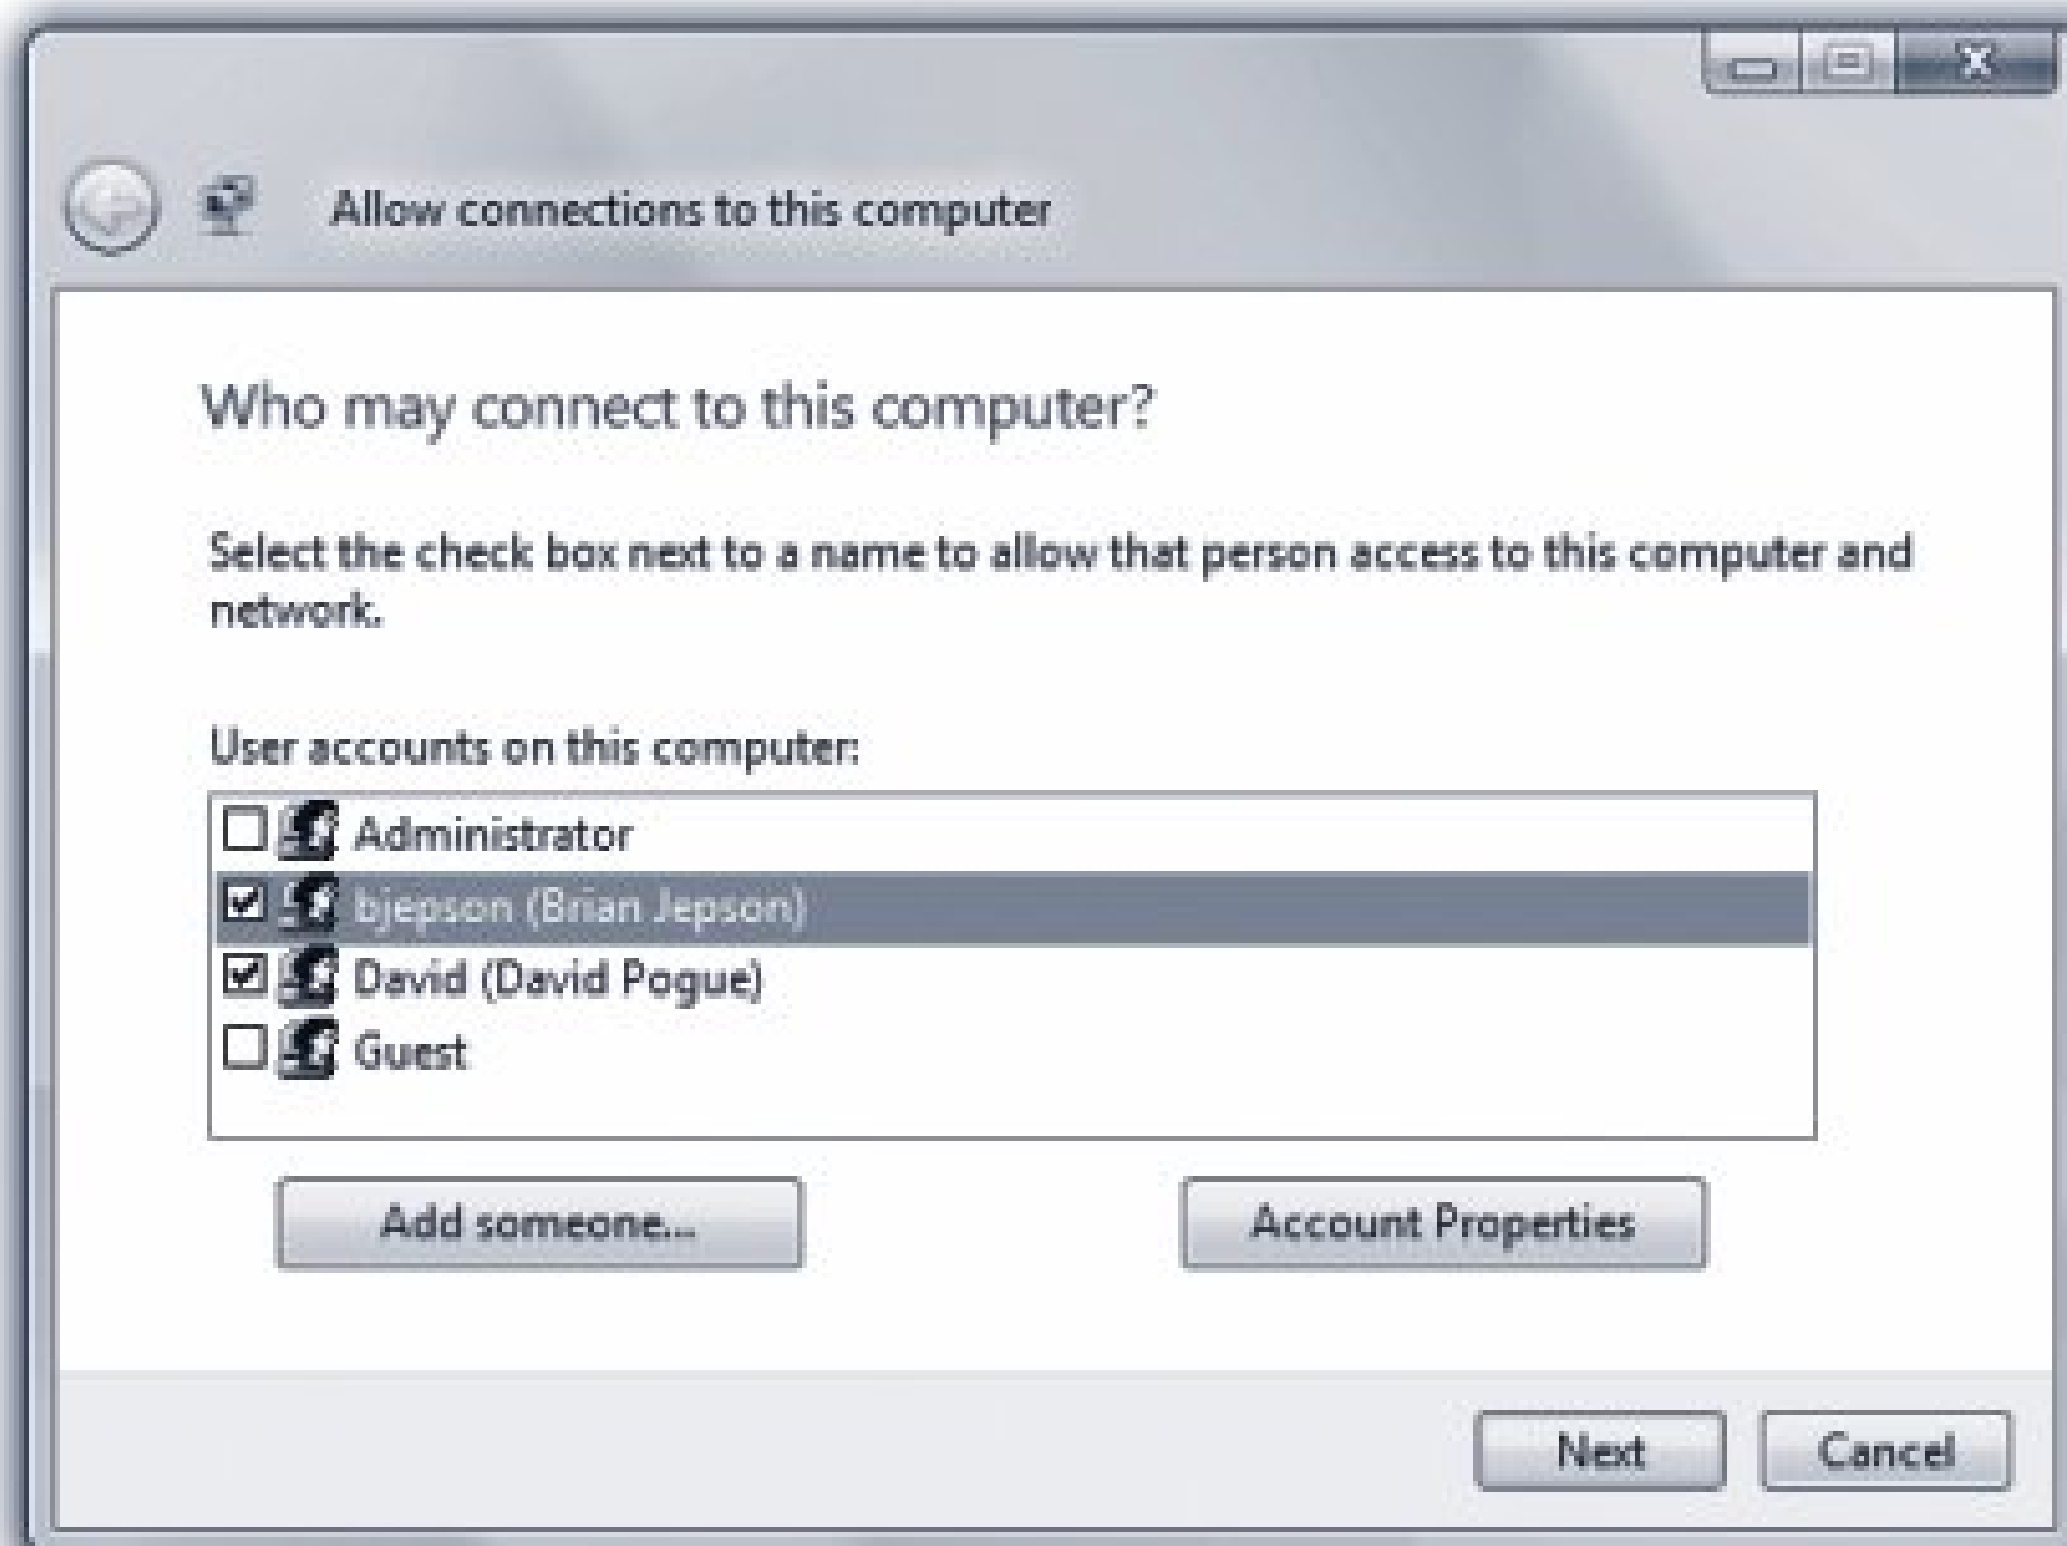 Allow connections to this computer
Who may connect to this computer?
Select the check box next to a name to allow that person access to this computer and
network.
User accounts on this computer:
Administrator
bjepson (Brian Jepson)
David (David Pogue)
Guest
Add someone...
Account Properties
Next
Cancel